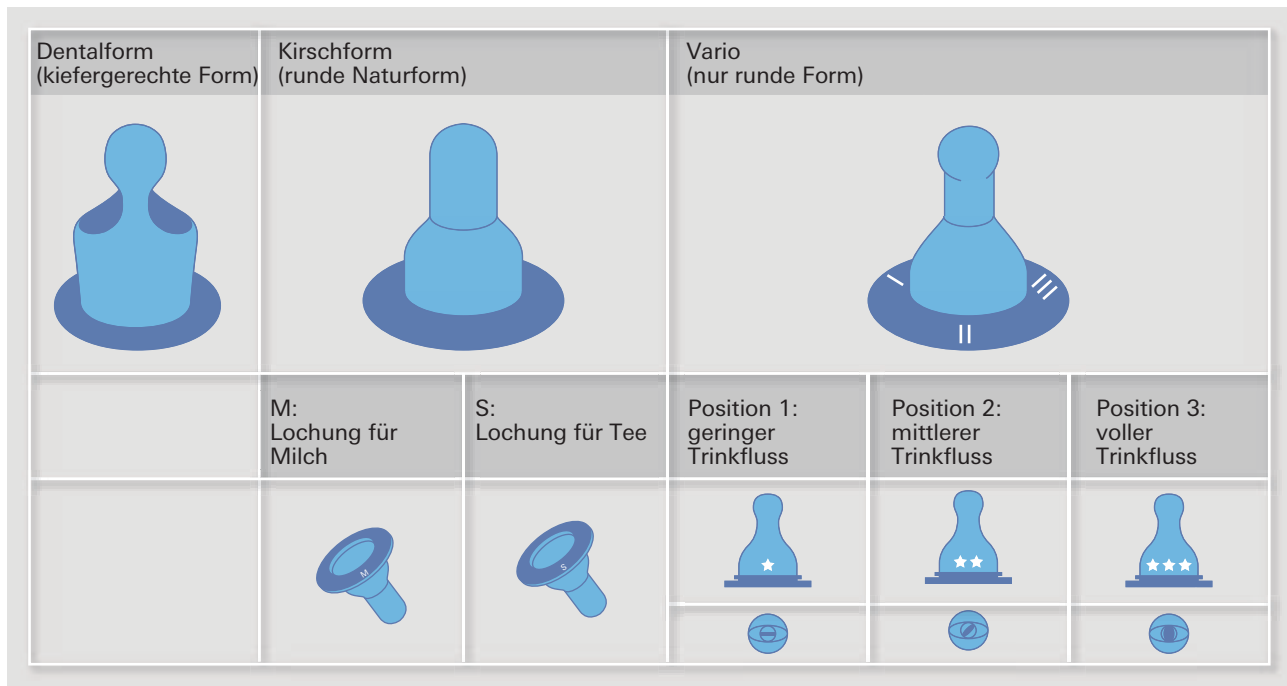 Dentalform
(kiefergerechte Form)
Kirschform
(runde Naturform)
Vario
(nur runde Form)
I
II
III
M:
Lochung für
Milch
S:
Lochung für Tee
Position 1:
geringer
Trinkfluss
Position 2:
mittlerer
Trinkfluss
Position 3:
voller
Trinkfluss
M
S